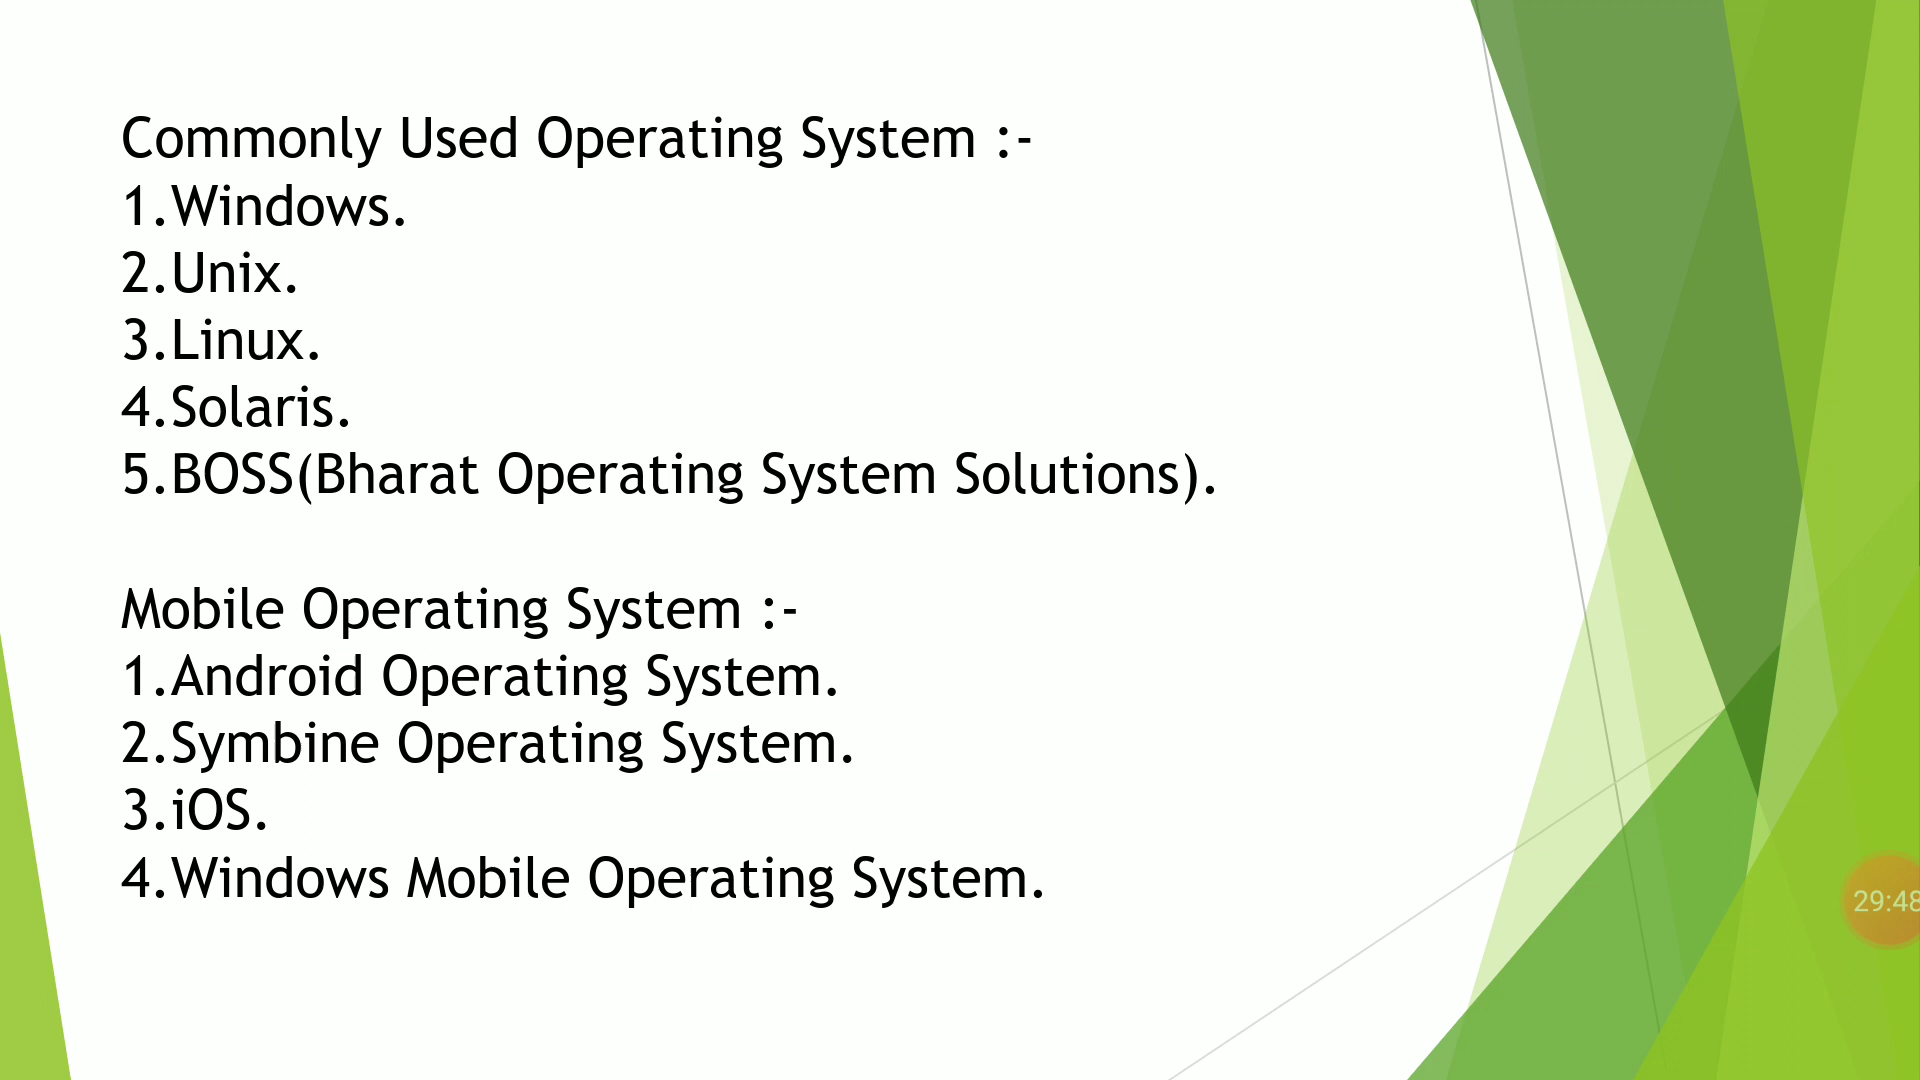 Commonly Used Operating System :-
1.Windows.
2.Unix.
3.Linux.
4.Solaris.
5.BOSS(Bharat Operating System Solutions).
Mobile Operating System :-
1.Android Operating System.
2.Symbine Operating System.
3.iOS.
4.Windows Mobile Operating System.
29:48